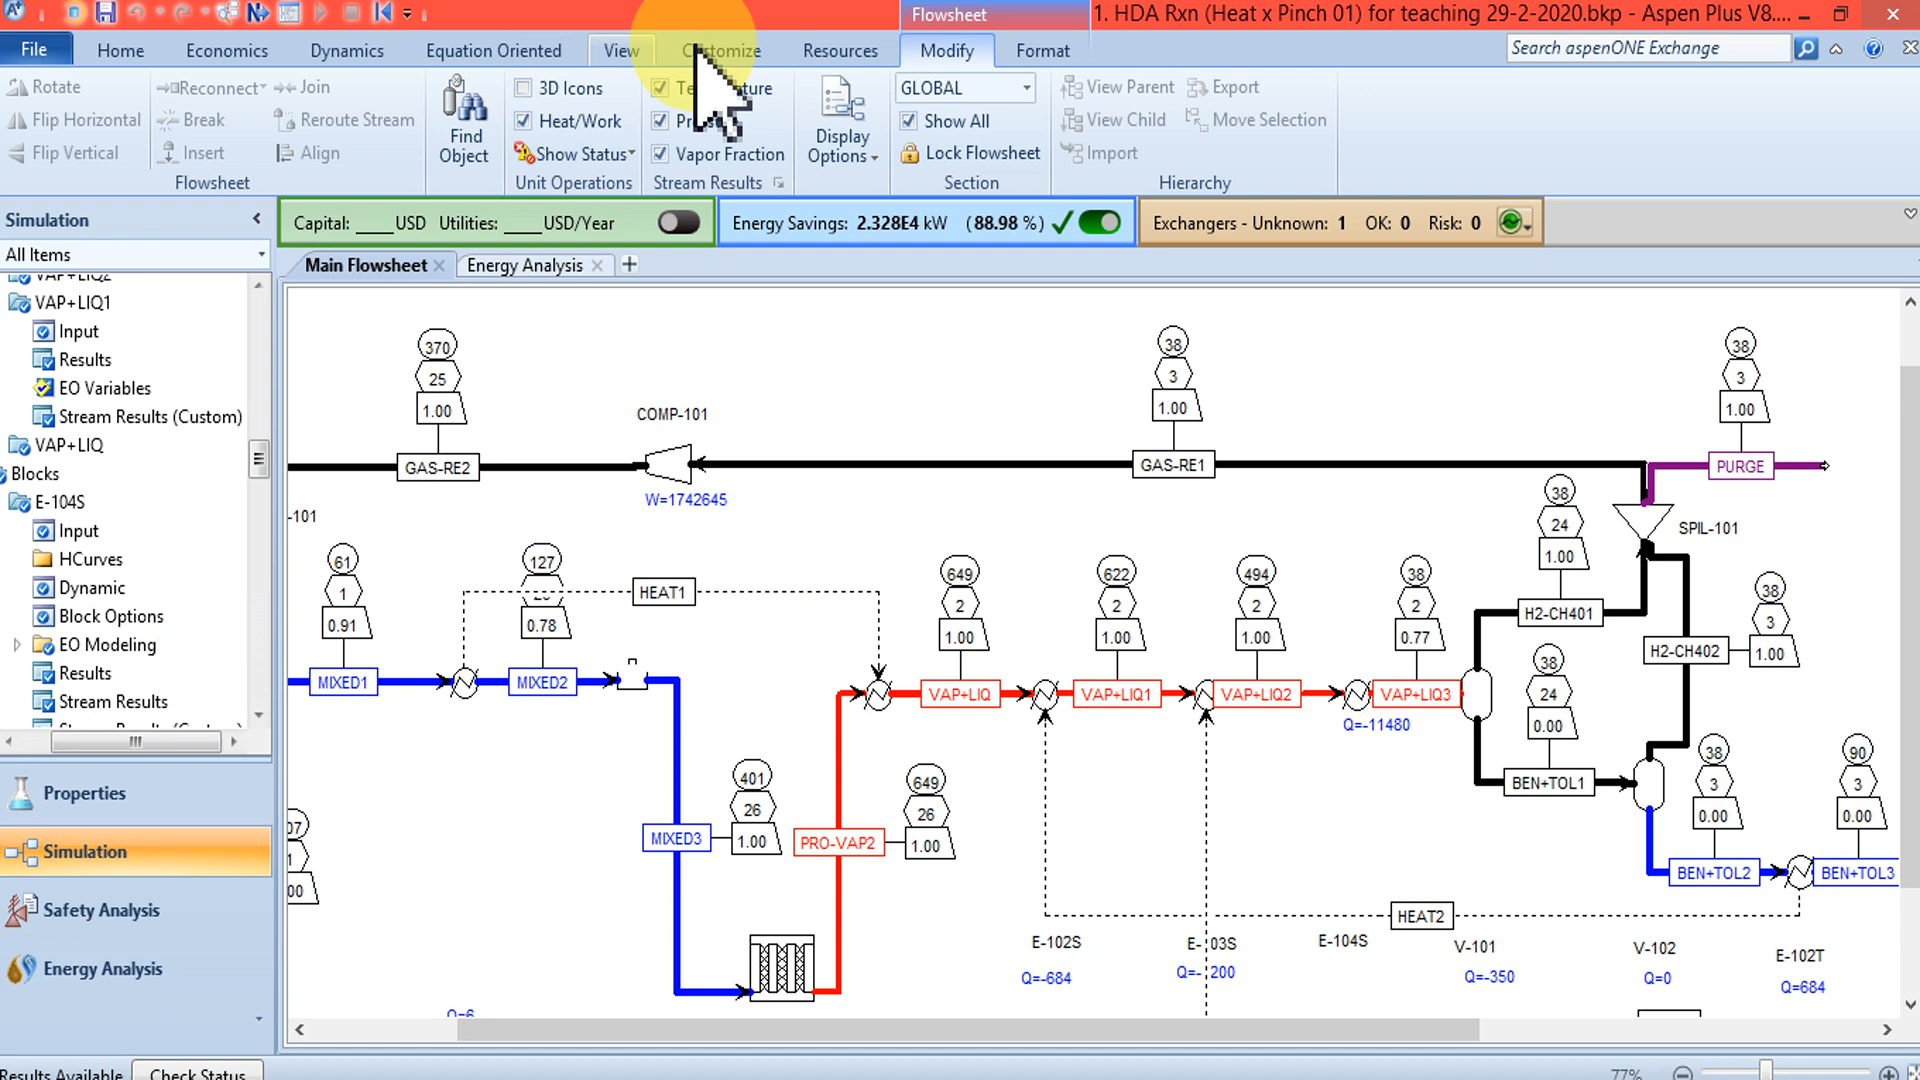 Flowsheet
1. HDA Rxn (Heat x Pinch 01) for teaching 29-2-2020.bkp - Aspen Plus V8....
File
Home
Economics
Dynamics
Equation Oriented
View
Customize
Resources
Modify
Format
Search aspenONE Exchange
Rotate
Flip Horizontal
Flip Vertical
Reconnect
Break
Insert
Join
Reroute Stream
Align
Flowsheet
Find
Object
3D Icons
Heat/Work
Show Status
Unit Operations
Vapor Fraction
Stream Results
Display
Options
GLOBAL
Show All
Lock Flowsheet
Section
View Parent
View Child
Import
Export
Move Selection
Hierarchy
Simulation
All Items
VAP+LIQ2
VAP+LIQ1
Input
Results
EO Variables
Stream Results (Custom)
VAP+LIQ
Blocks
E-104S
Input
HCurves
Dynamic
Block Options
EO Modeling
Results
Stream Results
Properties
Simulation
Safety Analysis
Energy Analysis
Results Available
Check Status
Capital: ____ USD Utilities: ____ USD/Year
Energy Savings: 2.328E4 kW (88.98 %)
Exchangers - Unknown: 1 OK: 0 Risk: 0
Main Flowsheet
Energy Analysis
370
25
1.00
GAS-RE2
COMP-101
W=1742645
38
3
1.00
GAS-RE1
38
3
1.00
PURGE
SPIL-101
-101
61
1
0.91
MIXED1
127
0.78
MIXED2
HEAT1
649
2
1.00
VAP+LIQ
622
2
1.00
VAP+LIQ1
494
2
1.00
VAP+LIQ2
38
2
0.77
VAP+LIQ3
Q=-11480
38
24
1.00
H2-CH401
38
3
1.00
H2-CH402
38
24
0.00
BEN+TOL1
38
3
0.00
BEN+TOL2
90
3
0.00
BEN+TOL3
401
26
1.00
MIXED3
649
26
1.00
PRO-VAP2
07
1
00
HEAT2
E-102S
Q=-684
E-103S
Q=-
200
E-104S
V-101
Q=-350
V-102
Q=0
E-102T
Q=684
77%